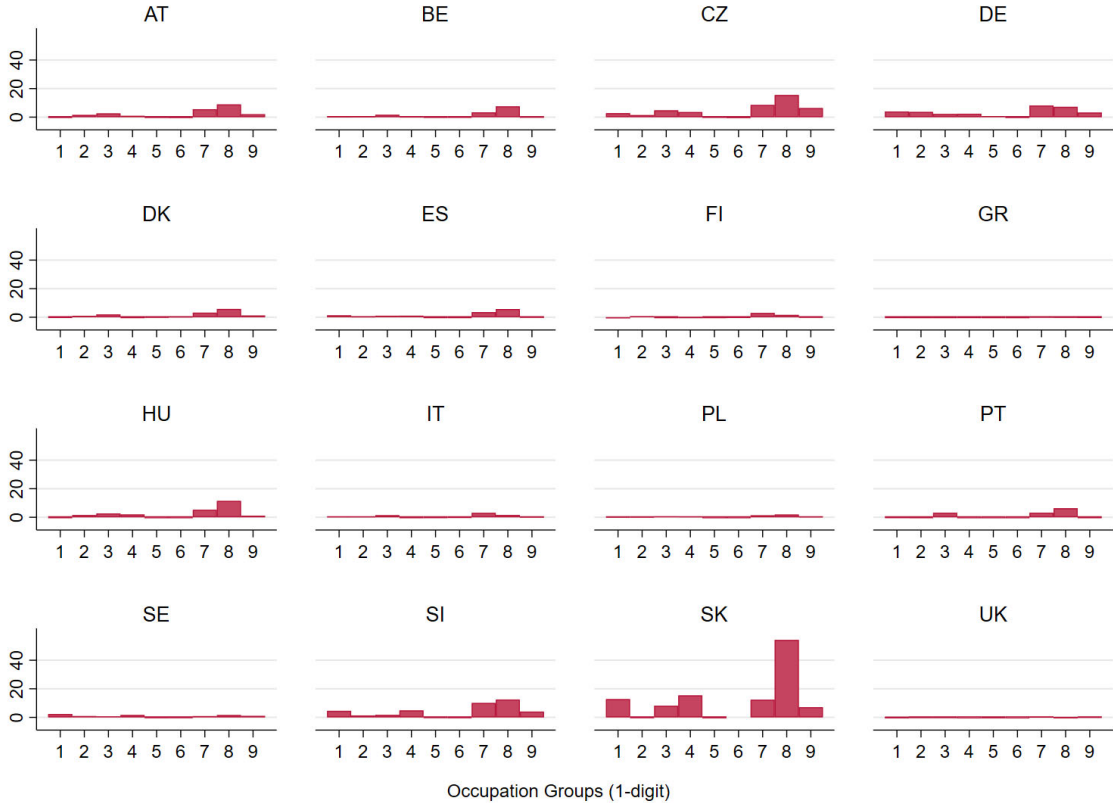 AT BE CZ DE
0 20 40
1 2 3 4 5 6 7 8 9 1 2 3 4 5 6 7 8 9 1 2 3 4 5 6 7 8 9 1 2 3 4 5 6 7 8 9
DK ES FI GR
0 20 40
1 2 3 4 5 6 7 8 9 1 2 3 4 5 6 7 8 9 1 2 3 4 5 6 7 8 9 1 2 3 4 5 6 7 8 9
HU IT PL PT
0 20 40
1 2 3 4 5 6 7 8 9 1 2 3 4 5 6 7 8 9 1 2 3 4 5 6 7 8 9 1 2 3 4 5 6 7 8 9
SE SI SK UK
0 20 40
1 2 3 4 5 6 7 8 9 1 2 3 4 5 6 7 8 9 1 2 3 4 5 6 7 8 9 1 2 3 4 5 6 7 8 9
Occupation Groups (1-digit)